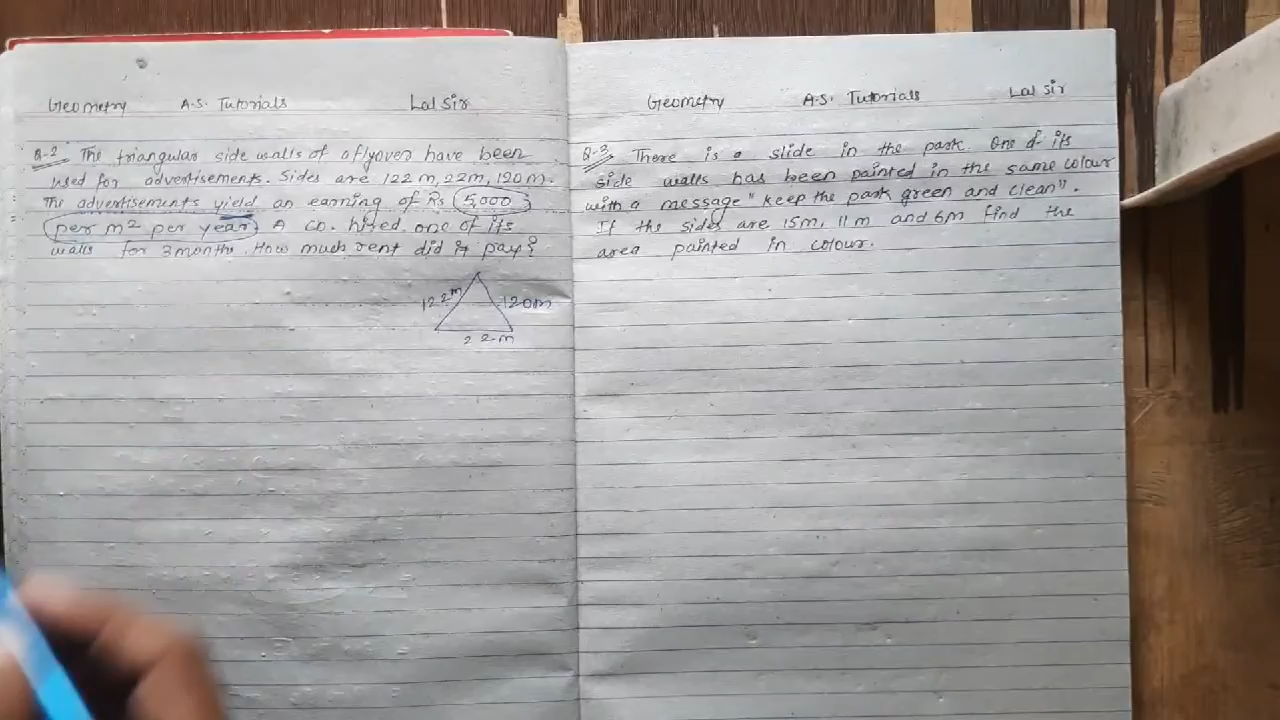 Geometry A.S. Tutorials Lal Sir
Q-2 The triangular side walls of a flyover have been
used for advertisements. Sides are 122 m, 22m, 120m.
The advertisements yield an earning of Rs 5,000
per m² per year. A co. hired one of its
walls for 3 months. How much rent did it pay?
122m 120m
22m
Geometry A.S. Tutorials Lal Sir
Q-3 There is a slide in the park. One of its
side walls has been painted in the same colour
with a message "keep the park green and clean".
If the sides are 15m, 11m and 6m find the
area painted in colour.